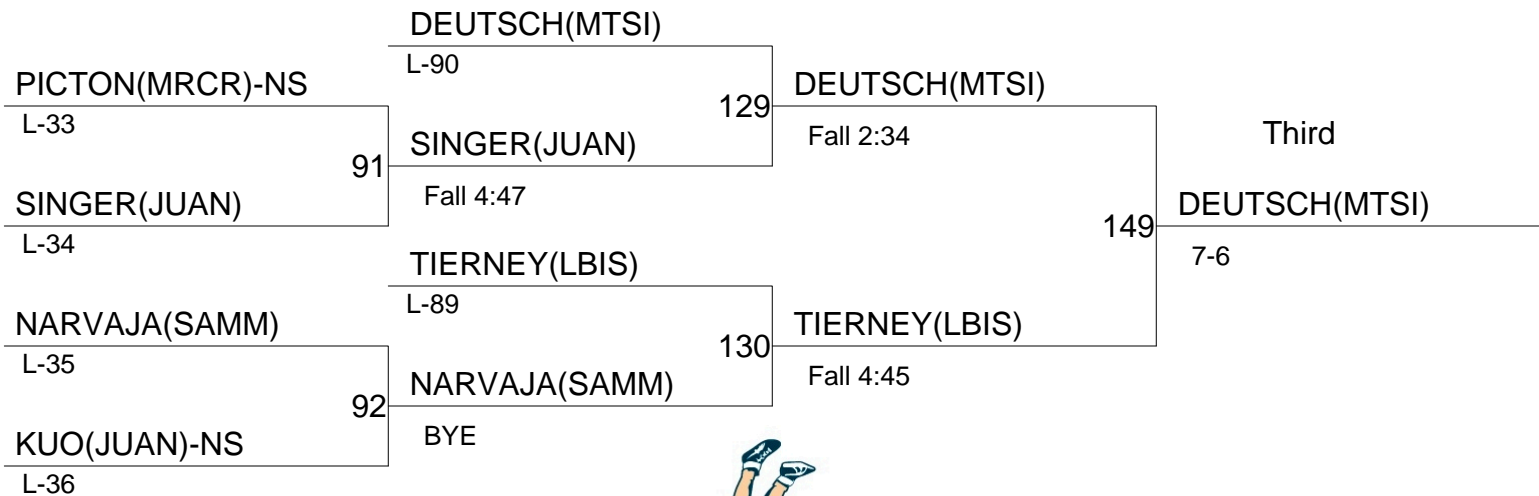 DEUTSCH(MTSI)
L-90
PICTON(MRCR)-NS
L-33
129
DEUTSCH(MTSI)
Fall 2:34
Third
91
SINGER(JUAN)
Fall 4:47
SINGER(JUAN)
L-34
149
DEUTSCH(MTSI)
7-6
TIERNEY(LBIS)
L-89
NARVAJA(SAMM)
L-35
130
TIERNEY(LBIS)
Fall 4:45
92
NARVAJA(SAMM)
BYE
KUO(JUAN)-NS
L-36